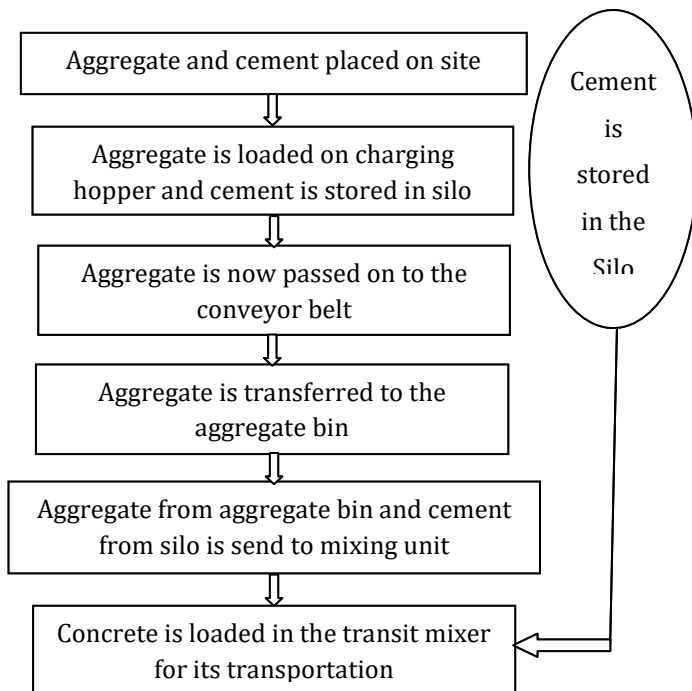 Aggregate and cement placed on site
Aggregate is loaded on charging
hopper and cement is stored in silo
Aggregate is now passed on to the
conveyor belt
Aggregate is transferred to the
aggregate bin
Aggregate from aggregate bin and cement
from silo is send to mixing unit
Concrete is loaded in the transit mixer
for its transportation
Cement
is
stored
in the
Silo